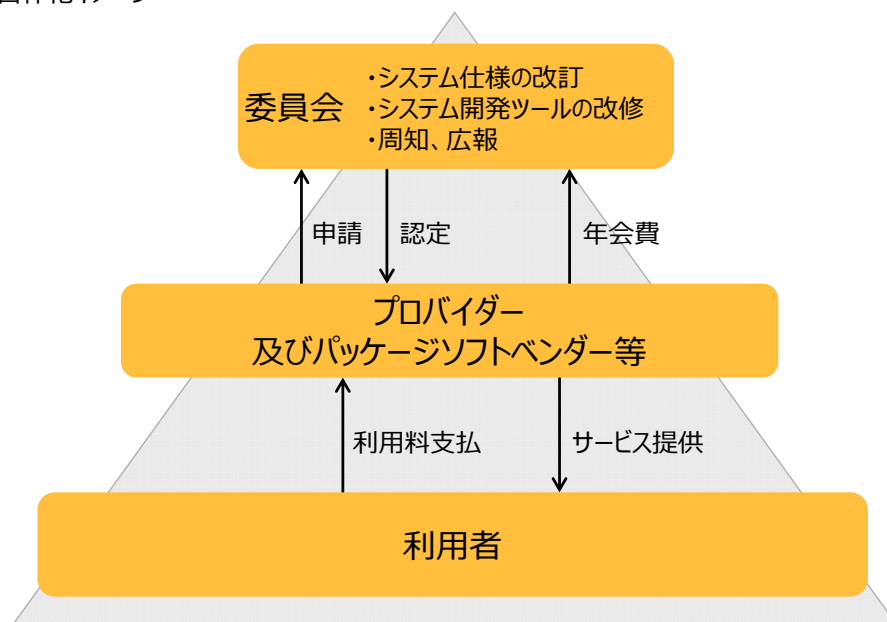 委員会
・システム仕様の改訂
・システム開発ツールの改修
・周知、広報
申請
認定
年会費
プロバイダー
及びパッケージソフトベンダー等
利用料支払
サービス提供
利用者